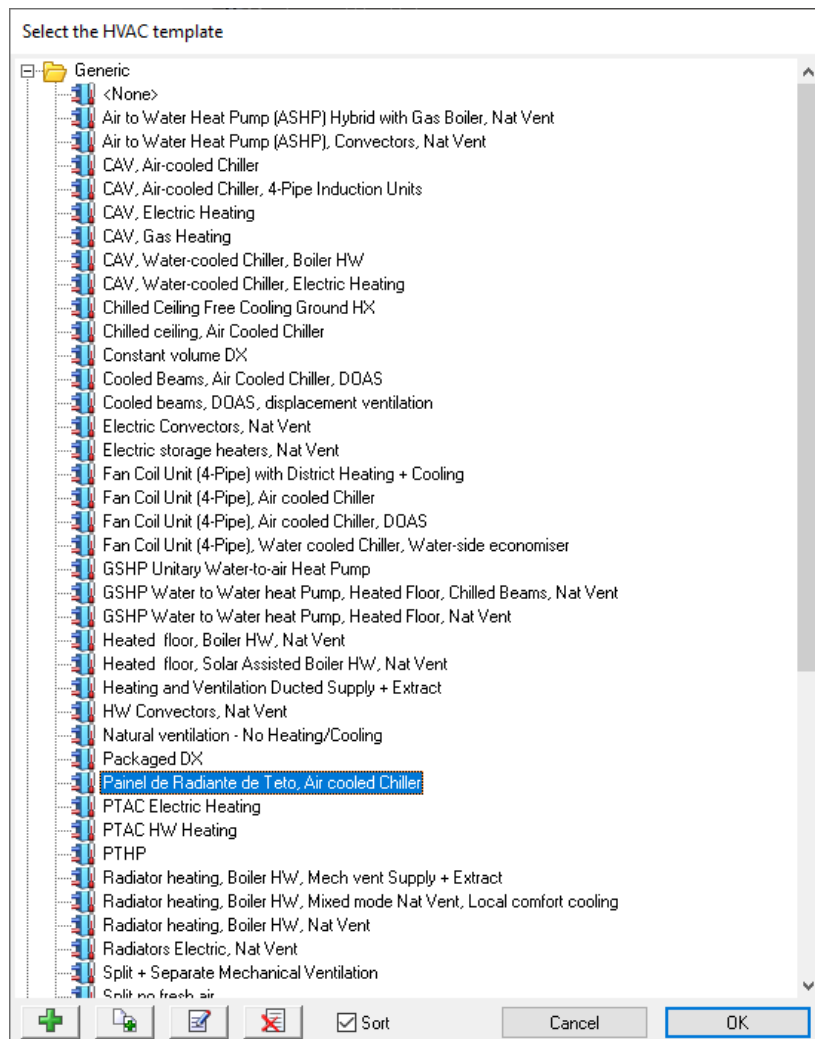 Select the HVAC template
Generic
<None>
Air to Water Heat Pump (ASHP) Hybrid with Gas Boiler, Nat Vent
Air to Water Heat Pump (ASHP), Convectors, Nat Vent
CAV, Air-cooled Chiller
CAV, Air-cooled Chiller, 4-Pipe Induction Units
CAV, Electric Heating
CAV, Gas Heating
CAV, Water-cooled Chiller, Boiler HW
CAV, Water-cooled Chiller, Electric Heating
Chilled Ceiling Free Cooling Ground HX
Chilled ceiling, Air Cooled Chiller
Constant volume DX
Cooled Beams, Air Cooled Chiller, DOAS
Cooled beams, DOAS, displacement ventilation
Electric Convectors, Nat Vent
Electric storage heaters, Nat Vent
Fan Coil Unit (4-Pipe) with District Heating + Cooling
Fan Coil Unit (4-Pipe), Air cooled Chiller
Fan Coil Unit (4-Pipe), Air cooled Chiller, DOAS
Fan Coil Unit (4-Pipe), Water cooled Chiller, Water-side economiser
GSHP Unitary Water-to-air Heat Pump
GSHP Water to Water heat Pump, Heated Floor, Chilled Beams, Nat Vent
GSHP Water to Water heat Pump, Heated Floor, Nat Vent
Heated  floor, Boiler HW, Nat Vent
Heated  floor, Solar Assisted Boiler HW, Nat Vent
Heating and Ventilation Ducted Supply + Extract
HW Convectors, Nat Vent
Natural ventilation - No Heating/Cooling
Packaged DX
Painel de Radiante de Teto, Air cooled Chiller
PTAC Electric Heating
PTAC HW Heating
PTHP
Radiator heating, Boiler HW, Mech vent Supply + Extract
Radiator heating, Boiler HW, Mixed mode Nat Vent, Local comfort cooling
Radiator heating, Boiler HW, Nat Vent
Radiators Electric, Nat Vent
Split + Separate Mechanical Ventilation
Split no fresh air
Sort
Cancel
OK